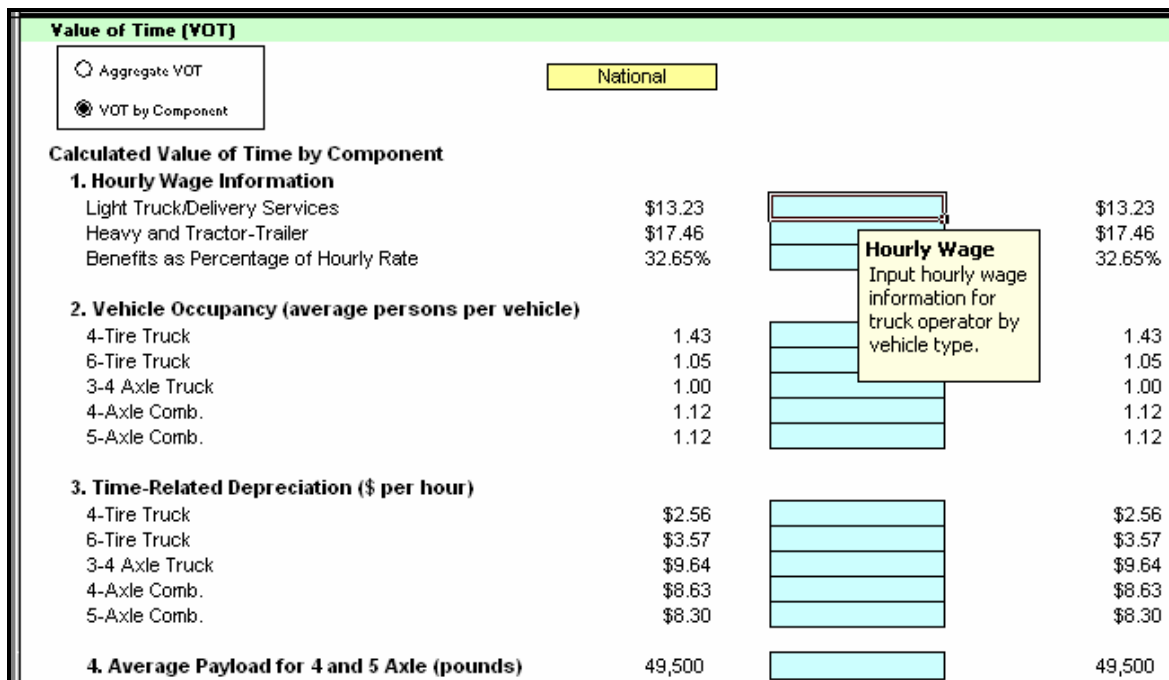 Value of Time (VOT)
Aggregate VOT
National
VOT by Component
Calculated Value of Time by Component
1. Hourly Wage Information
Light Truck/Delivery Services $13.23 $13.23
Heavy and Tractor-Trailer $17.46 $17.46
Benefits as Percentage of Hourly Rate 32.65% 32.65%
Hourly Wage
Input hourly wage
information for
truck operator by
vehicle type.
2. Vehicle Occupancy (average persons per vehicle)
4-Tire Truck 1.43 1.43
6-Tire Truck 1.05 1.05
3-4 Axle Truck 1.00 1.00
4-Axle Comb. 1.12 1.12
5-Axle Comb. 1.12 1.12
3. Time-Related Depreciation ($ per hour)
4-Tire Truck $2.56 $2.56
6-Tire Truck $3.57 $3.57
3-4 Axle Truck $9.64 $9.64
4-Axle Comb. $8.63 $8.63
5-Axle Comb. $8.30 $8.30
4. Average Payload for 4 and 5 Axle (pounds) 49,500 49,500